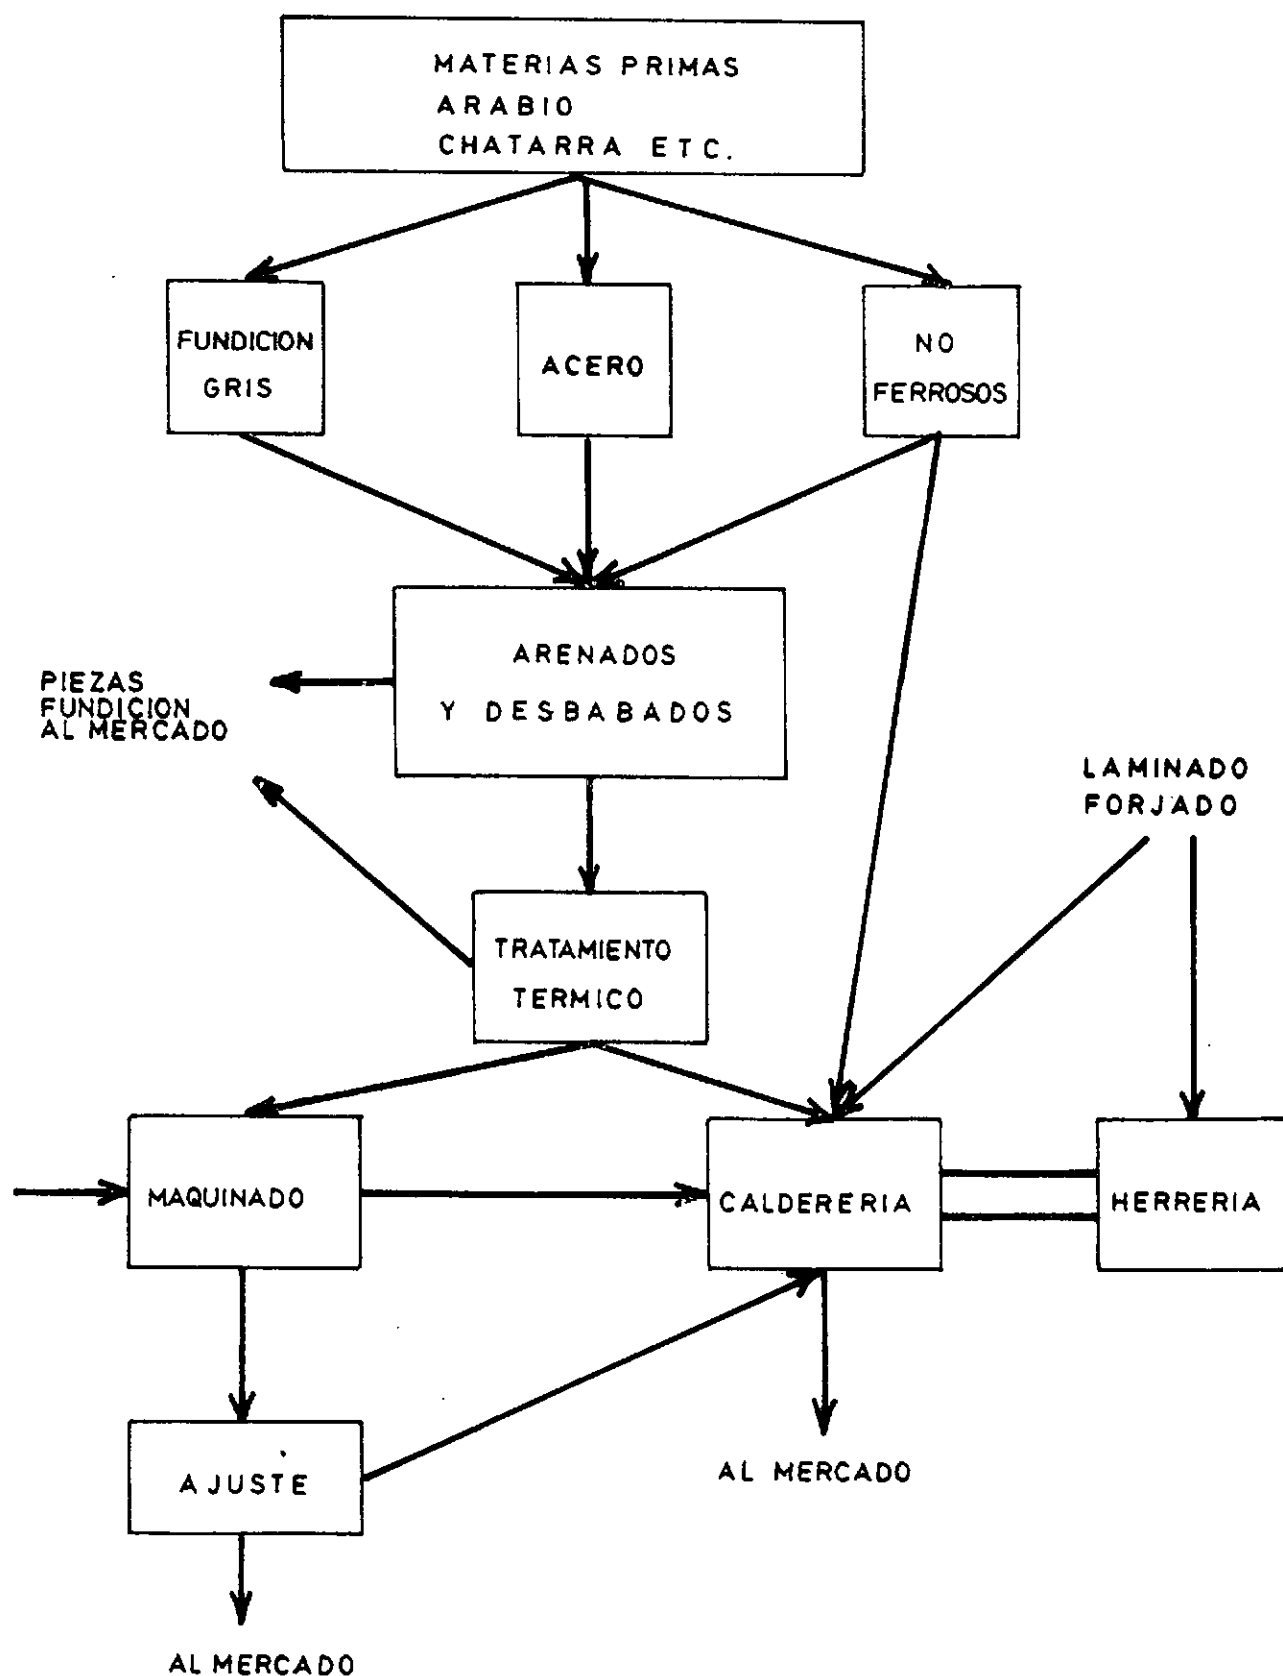 MATERIAS PRIMAS
ARABIO
CHATARRA ETC.
FUNDICION
GRIS
ACERO
NO
FERROSOS
ARENADOS
Y DESBABADOS
PIEZAS
FUNDICION
AL MERCADO
LAMINADO
FORJADO
TRATAMIENTO
TERMICO
MAQUINADO
CALDERERIA
HERRERIA
AJUSTE
AL MERCADO
AL MERCADO